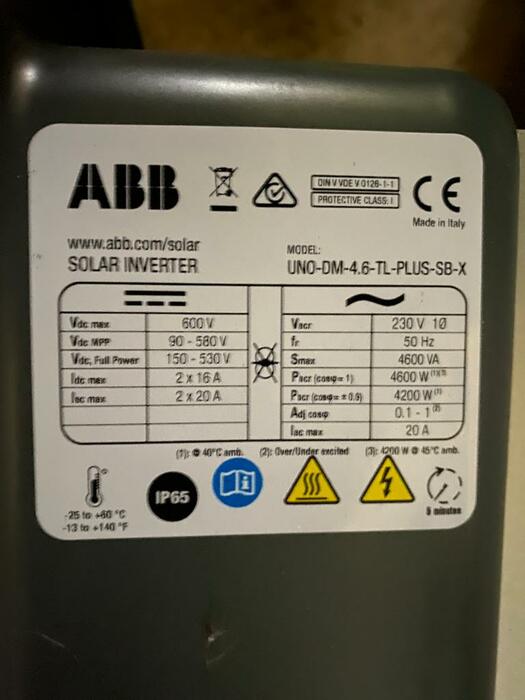 ABB
DIN V VDE V 0126-1-1
PROTECTIVE CLASS: I
CE
Made in Italy
www.abb.com/solar
SOLAR INVERTER
MODEL:
UNO-DM-4.6-TL-PLUS-SB-X
Vdc max 600 V
Vdc MPP 90 - 580 V
Vdc, Full Power 150 - 530 V
Idc max 2 x 16 A
Isc max 2 x 20 A
Vacr 230 V 1Ø
fr 50 Hz
Smax 4600 VA
Pacr (cosφ= 1) 4600 W (1)(3)
Pacr (cosφ= ± 0.9) 4200 W (1)
Adj cosφ 0.1 - 1 (2)
Iac max 20 A
(1): @ 40°C amb. (2): Over/Under excited (3): 4200 W @ 45°C amb.
-25 to +60 °C
-13 to +140 °F
IP65
5 minutes